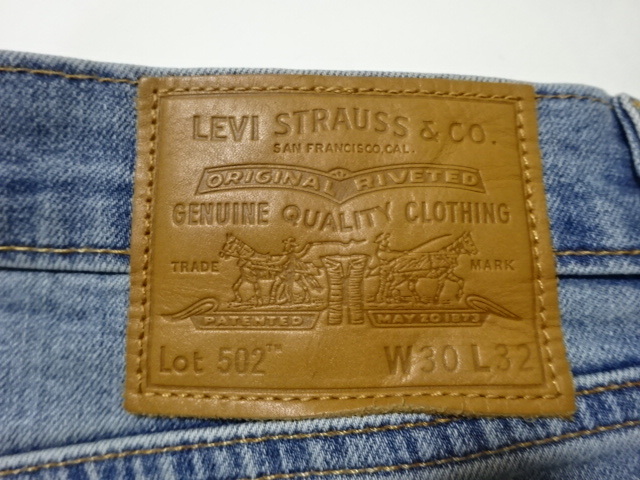 LEVI STRAUSS & CO.
SAN FRANCISCO, CAL.
ORIGINAL RIVETED
GENUINE QUALITY CLOTHING
TRADE MARK
PATENTED MAY 20 1873
Lot 502™ W30 L32